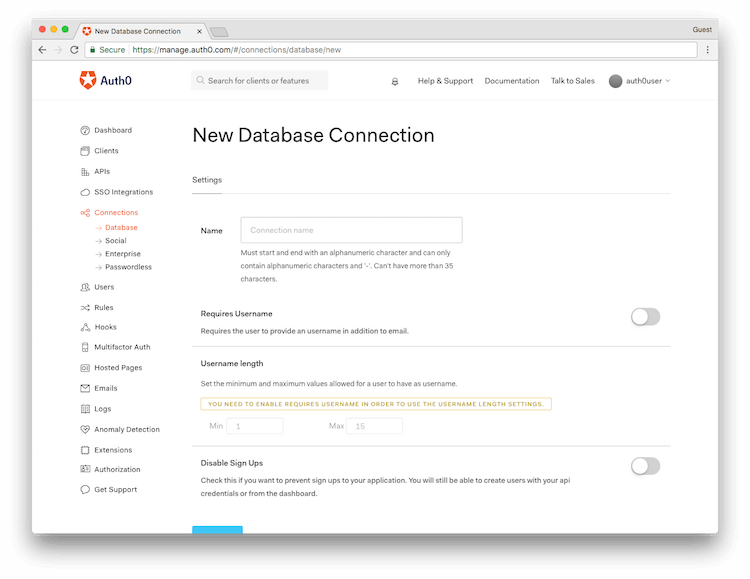 New Database Connection
Guest
Secure https://manage.auth0.com/#/connections/database/new
Auth0
Search for clients or features
Help & Support
Documentation
Talk to Sales
auth0user
Dashboard
Clients
APIs
SSO Integrations
Connections
Database
Social
Enterprise
Passwordless
Users
Rules
Hooks
Multifactor Auth
Hosted Pages
Emails
Logs
Anomaly Detection
Extensions
Authorization
Get Support
New Database Connection
Settings
Name
Connection name
Must start and end with an alphanumeric character and can only
contain alphanumeric characters and '-'. Can't have more than 35
characters.
Requires Username
Requires the user to provide an username in addition to email.
Username length
Set the minimum and maximum values allowed for a user to have as username.
YOU NEED TO ENABLE REQUIRES USERNAME IN ORDER TO USE THE USERNAME LENGTH SETTINGS.
Min 1 Max 15
Disable Sign Ups
Check this if you want to prevent sign ups to your application. You will still be able to create users with your api
credentials or from the dashboard.